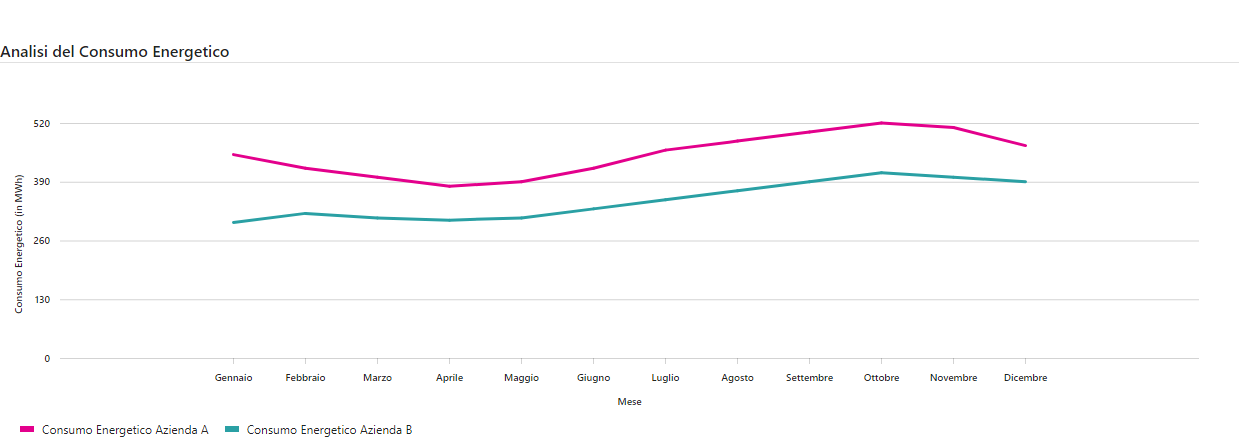 Analisi del Consumo Energetico
Consumo Energetico (in MWh)
520
390
260
130
0
Gennaio Febbraio Marzo Aprile Maggio Giugno Luglio Agosto Settembre Ottobre Novembre Dicembre
Mese
Consumo Energetico Azienda A Consumo Energetico Azienda B